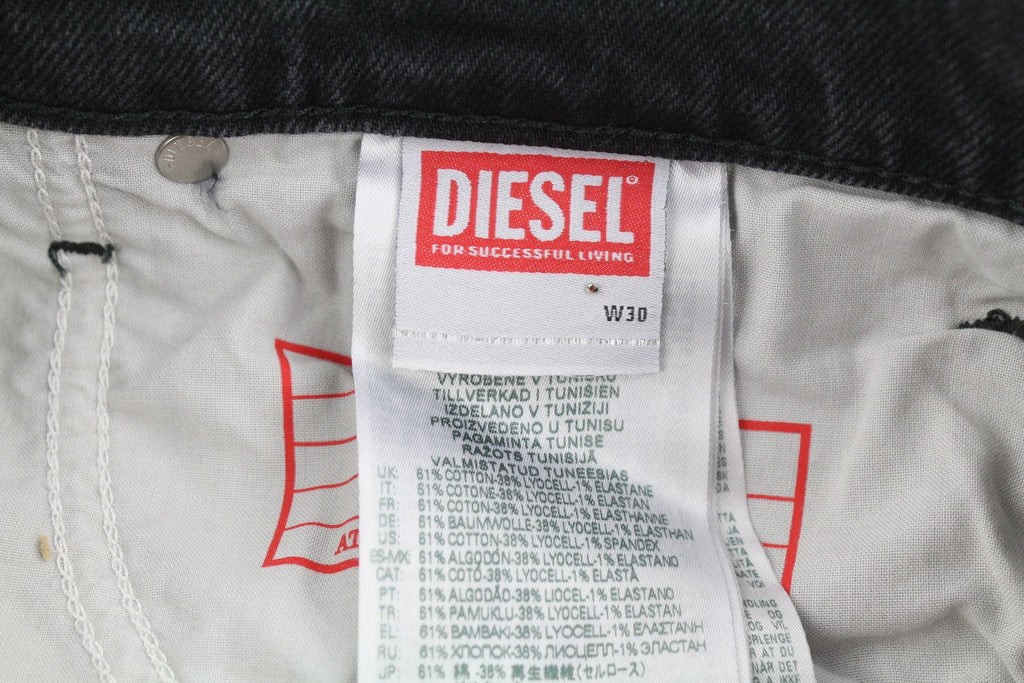 DIESEL
FOR SUCCESSFUL LIVING
W30
VYROBENÉ V TUNISKU
TILLVERKAD I TUNISIEN
IZDELANO V TUNIZIJI
PROIZVEDENO U TUNISU
PAGAMINTA TUNISE
RAŽOTS TUNISIJĀ
VALMISTATUD TUNEESIAS
UK: 61% COTTON-38% LYOCELL-1% ELASTANE
IT: 61% COTONE-38% LYOCELL-1% ELASTAN
FR: 61% COTON-38% LYOCELL-1% ELASTHANNE
DE: 61% BAUMWOLLE-38% LYOCELL-1% ELASTHAN
US: 61% COTTON-38% LYOCELL-1% SPANDEX
ES-MX: 61% ALGODÓN-38% LYOCELL-1% ELASTANO
CAT: 61% COTÓ-38% LYOCELL-1% ELASTÀ
PT: 61% ALGODÃO-38% LIOCEL-1% ELASTANO
TR: 61% PAMUKLU-38% LYOCELL-1% ELASTAN
EL: 61% ΒΑΜΒΑΚΙ-38% LYOCELL-1% ΕΛΑΣΤΑΝΗ
RU: 61% ХЛОПОК-38% ЛИОЦЕЛЛ-1% ЭЛАСТАН
JP: 61% 綿 -38% 再生繊維(セルロース)